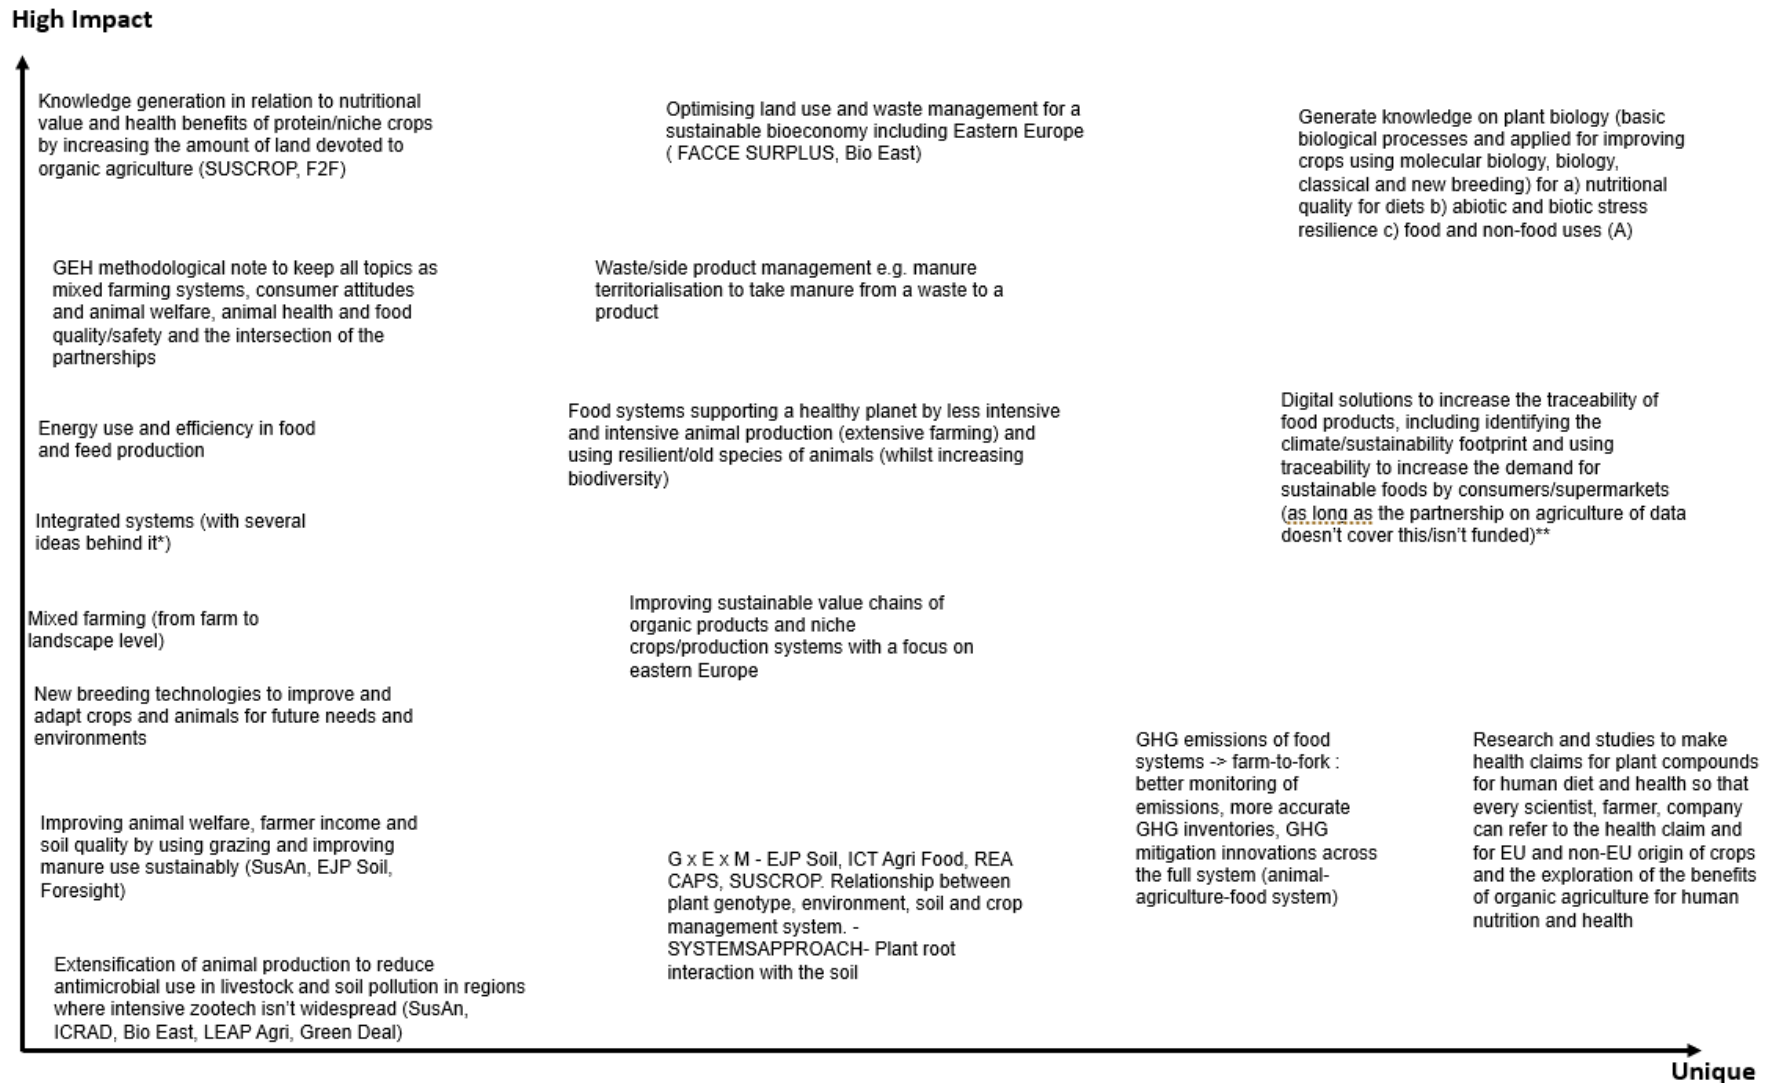 High Impact
Knowledge generation in relation to nutritional
value and health benefits of protein/niche crops
by increasing the amount of land devoted to
organic agriculture (SUSCROP, F2F)
Optimising land use and waste management for a
sustainable bioeconomy including Eastern Europe
( FACCE SURPLUS, Bio East)
Generate knowledge on plant biology (basic
biological processes and applied for improving
crops using molecular biology, biology,
classical and new breeding) for a) nutritional
quality for diets b) abiotic and biotic stress
resilience c) food and non-food uses (A)
GEH methodological note to keep all topics as
mixed farming systems, consumer attitudes
and animal welfare, animal health and food
quality/safety and the intersection of the
partnerships
Waste/side product management e.g. manure
territorialisation to take manure from a waste to a
product
Energy use and efficiency in food
and feed production
Food systems supporting a healthy planet by less intensive
and intensive animal production (extensive farming) and
using resilient/old species of animals (whilst increasing
biodiversity)
Digital solutions to increase the traceability of
food products, including identifying the
climate/sustainability footprint and using
traceability to increase the demand for
sustainable foods by consumers/supermarkets
(as long as the partnership on agriculture of data
doesn't cover this/isn't funded)**
Integrated systems (with several
ideas behind it*)
Mixed farming (from farm to
landscape level)
Improving sustainable value chains of
organic products and niche
crops/production systems with a focus on
eastern Europe
New breeding technologies to improve and
adapt crops and animals for future needs and
environments
GHG emissions of food
systems -> farm-to-fork :
better monitoring of
emissions, more accurate
GHG inventories, GHG
mitigation innovations across
the full system (animal-
agriculture-food system)
Research and studies to make
health claims for plant compounds
for human diet and health so that
every scientist, farmer, company
can refer to the health claim and
for EU and non-EU origin of crops
and the exploration of the benefits
of organic agriculture for human
nutrition and health
Improving animal welfare, farmer income and
soil quality by using grazing and improving
manure use sustainably (SusAn, EJP Soil,
Foresight)
G x E x M - EJP Soil, ICT Agri Food, REA
CAPS, SUSCROP. Relationship between
plant genotype, environment, soil and crop
management system. -
SYSTEMSAPPROACH- Plant root
interaction with the soil
Extensification of animal production to reduce
antimicrobial use in livestock and soil pollution in regions
where intensive zootech isn't widespread (SusAn,
ICRAD, Bio East, LEAP Agri, Green Deal)
Unique